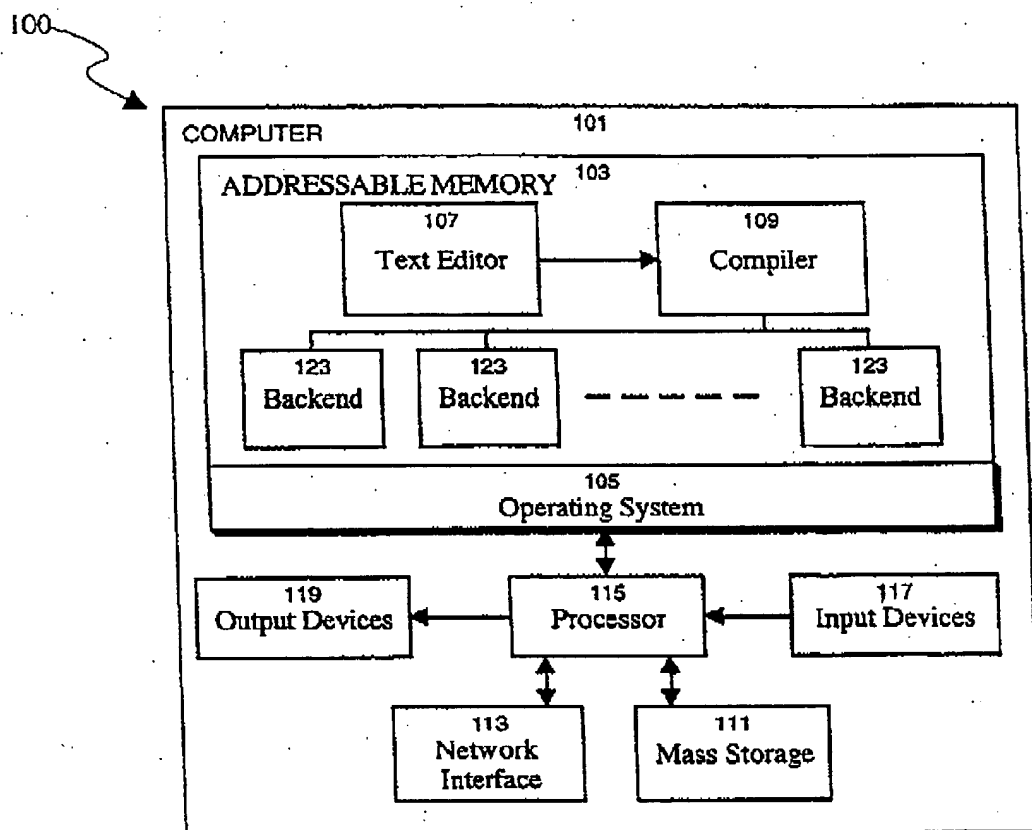 100
COMPUTER 101
ADDRESSABLE MEMORY 103
107
Text Editor
109
Compiler
123
Backend
123
Backend
123
Backend
105
Operating System
119
Output Devices
115
Processor
117
Input Devices
113
Network
Interface
111
Mass Storage